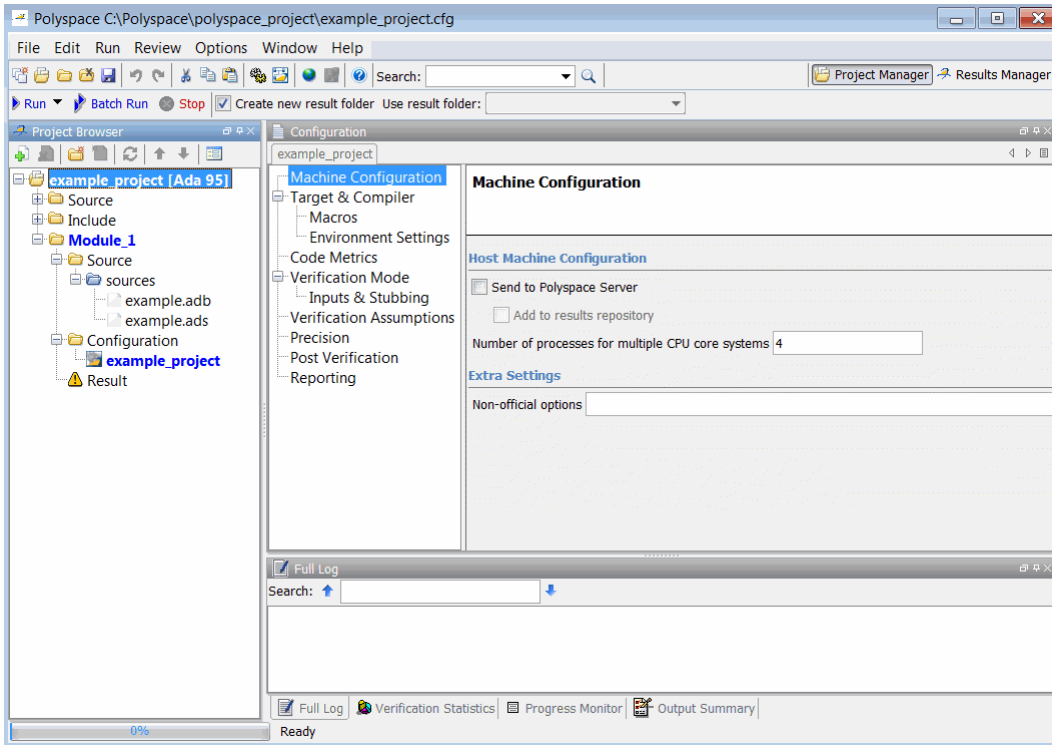 Polyspace C:\Polyspace\polyspace_project\example_project.cfg
File Edit Run Review Options Window Help
Search:
Project Manager
Results Manager
Run Batch Run Stop Create new result folder Use result folder:
Project Browser
Configuration
example_project
example_project [Ada 95]
Source
Include
Module_1
Source
sources
example.adb
example.ads
Configuration
example_project
Result
Machine Configuration
Target & Compiler
Macros
Environment Settings
Code Metrics
Verification Mode
Inputs & Stubbing
Verification Assumptions
Precision
Post Verification
Reporting
Machine Configuration
Host Machine Configuration
Send to Polyspace Server
Add to results repository
Number of processes for multiple CPU core systems 4
Extra Settings
Non-official options
Full Log
Search:
Full Log Verification Statistics Progress Monitor Output Summary
0%
Ready